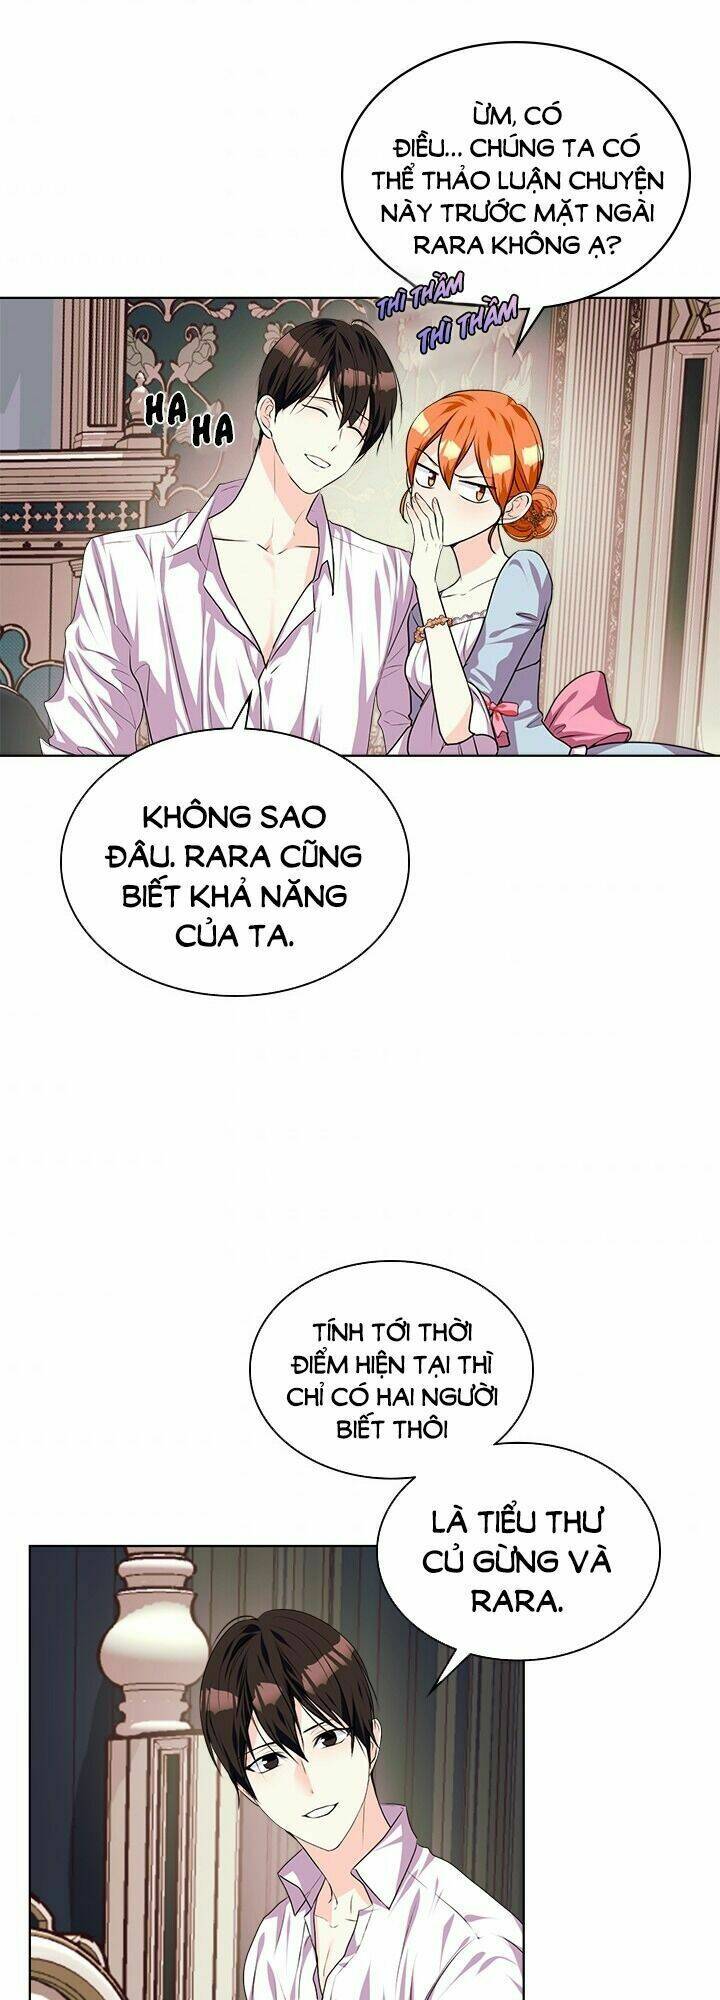 ỪM, CÓ
ĐIỀU... CHÚNG TA CÓ
THỂ THẢO LUẬN CHUYỆN
NÀY TRƯỚC MẶT NGÀI
RARA KHÔNG Ạ?
THÌ THẦM
THÌ THẦM
HA
HA
KHÔNG SAO
ĐÂU. RARA CŨNG
BIẾT KHẢ NĂNG
CỦA TA.
TÍNH TỚI THỜI
ĐIỂM HIỆN TẠI THÌ
CHỈ CÓ HAI NGƯỜI
BIẾT THÔI
LÀ TIỂU THƯ
CỦ GỪNG VÀ
RARA.